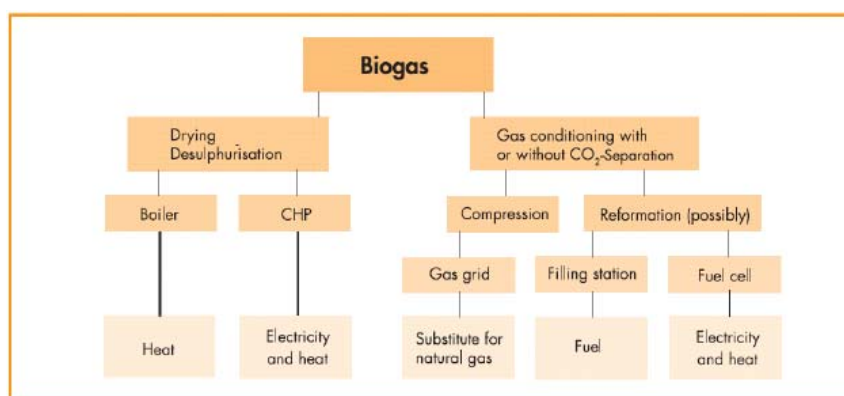 Biogas
Drying
Desulphurisation
Gas conditioning with
or without CO₂-Separation
Boiler
CHP
Compression
Reformation (possibly)
Gas grid
Filling station
Fuel cell
Heat
Electricity
and heat
Substitute for
natural gas
Fuel
Electricity
and heat